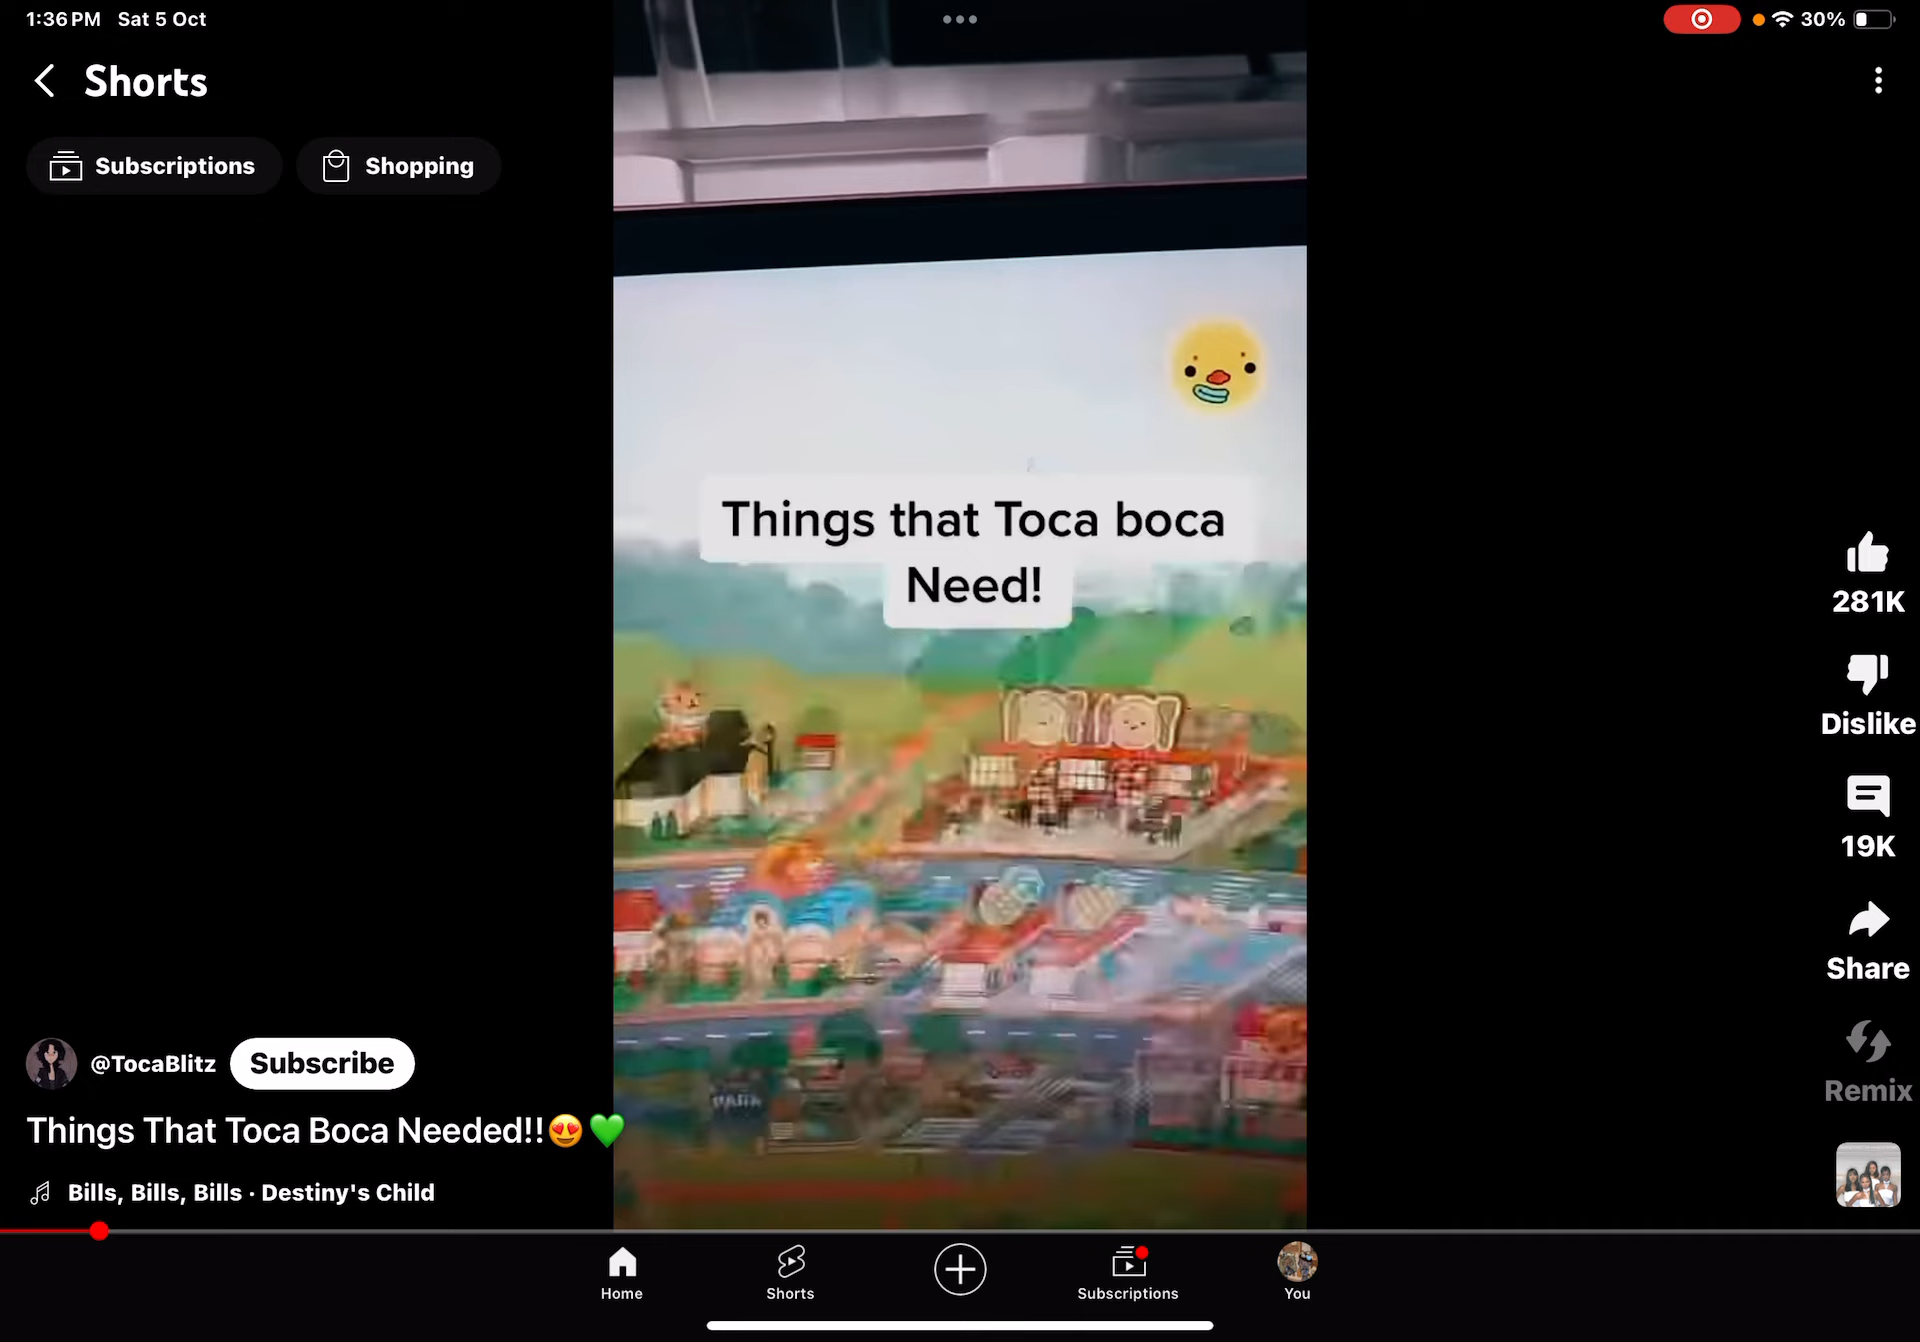 1:36 PM Sat 5 Oct
30%
Shorts
Subscriptions
Shopping
Things that Toca boca
Need!
281K
Dislike
19K
Share
Remix
@TocaBlitz
Subscribe
Things That Toca Boca Needed!!😍💚
Bills, Bills, Bills · Destiny's Child
Home
Shorts
Subscriptions
You